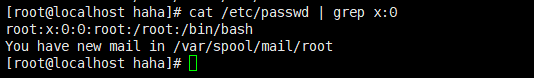 [root@localhost haha]# cat /etc/passwd | grep x:0
root:x:0:0:root:/root:/bin/bash
You have new mail in /var/spool/mail/root
[root@localhost haha]#